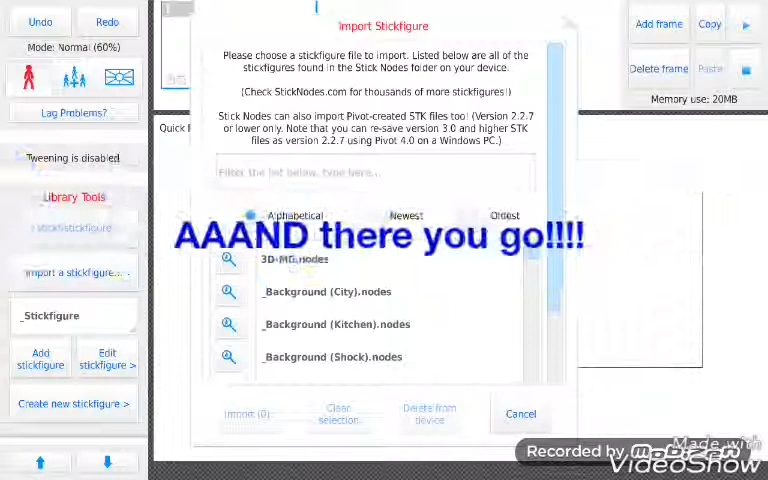 Undo
Redo
Mode: Normal (60%)
Lag Problems?
Tweening is disabled
Library Tools
Import a stickfigure...
_Stickfigure
Add stickfigure
Edit stickfigure >
Create new stickfigure >
Quick
Import Stickfigure
Please choose a stickfigure file to import. Listed below are all of the
stickfigures found in the Stick Nodes folder on your device.
(Check StickNodes.com for thousands of more stickfigures!)
Stick Nodes can also import Pivot-created STK files too! (Version 2.2.7
or lower only. Note that you can re-save version 3.0 and higher STK
files as version 2.2.7 using Pivot 4.0 on a Windows PC.)
Filter the list below, type here...
Alphabetical
Newest
Oldest
AAAND there you go!!!!
3D-MG.nodes
_Background (City).nodes
_Background (Kitchen).nodes
_Background (Shock).nodes
Import (0)
Clear selection
Delete from device
Cancel
Add frame
Copy
Delete frame
Paste
Memory use: 20MB
Recorded by
Made with
VideoShow